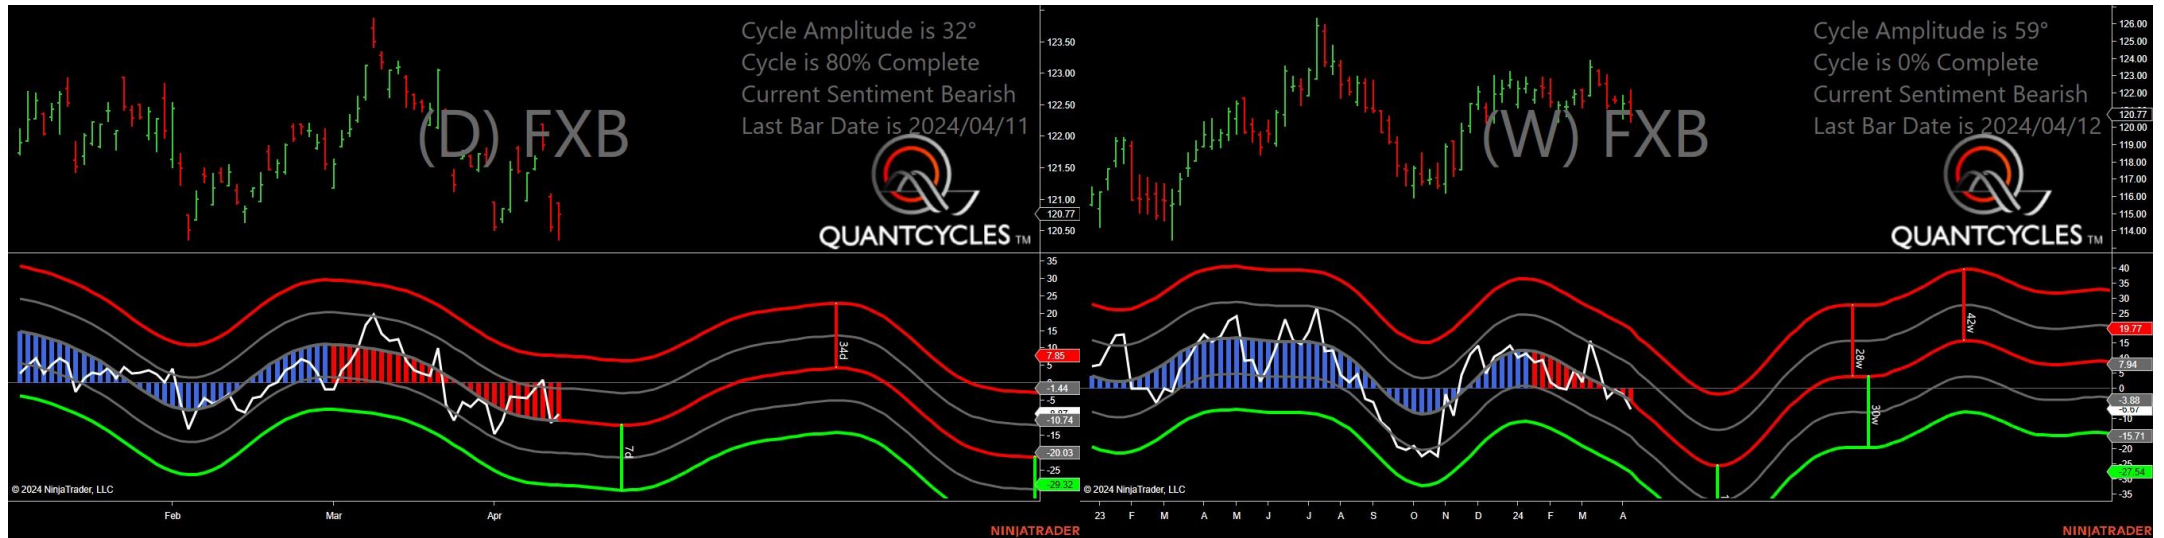 Cycle Amplitude is 32°
Cycle is 80% Complete
Current Sentiment Bearish
Last Bar Date is 2024/04/11
(D) FXB
QUANTCYCLES TM
123.50
123.00
122.50
122.00
121.50
121.00
120.77
120.50
35
30
25
20
15
10
7.85
5
-1.44
-5
-10.74
-15
-20.03
-25
-29.32
34d
7d
© 2024 NinjaTrader, LLC
Feb Mar Apr
NINJATRADER
Cycle Amplitude is 59°
Cycle is 0% Complete
Current Sentiment Bearish
Last Bar Date is 2024/04/12
(W) FXB
QUANTCYCLES TM
126.00
125.00
124.00
123.00
122.00
120.77
120.00
119.00
118.00
117.00
116.00
115.00
114.00
40
35
30
25
19.77
15
7.94
5
0
-3.88
-6.67
-10
-15.71
-20
-27.54
-30
-35
28w
42w
30w
© 2024 NinjaTrader, LLC
23 F M A M J J A S O N D 24 F M A
NINJATRADER